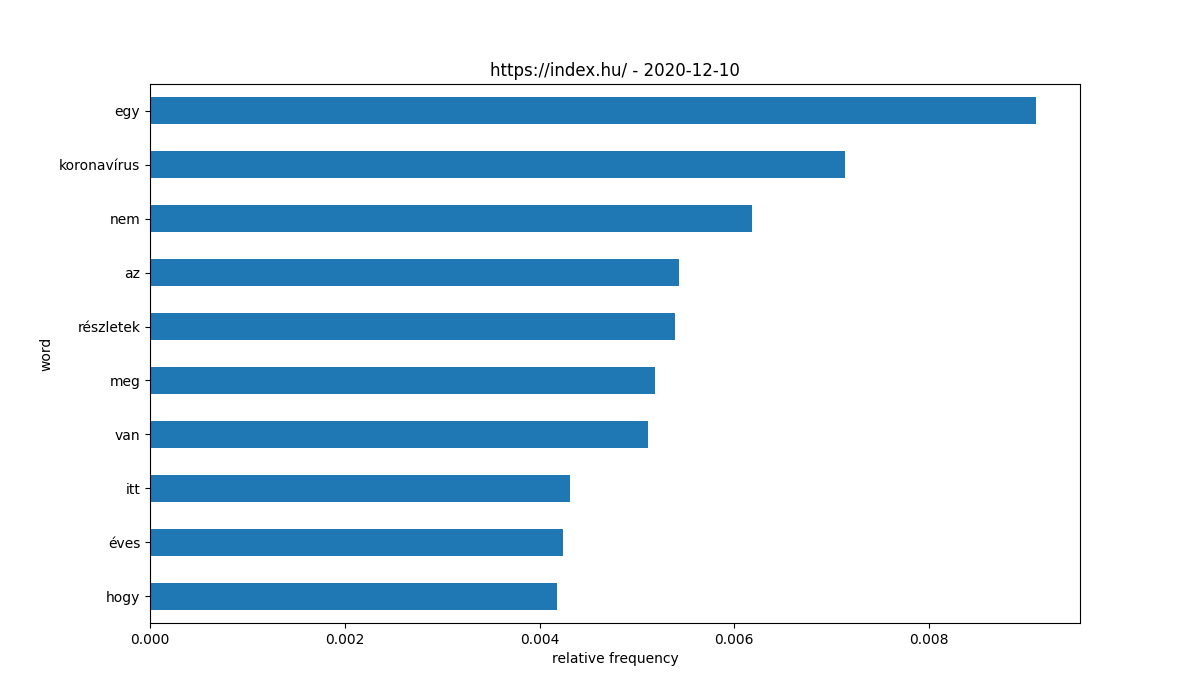 https://index.hu/ - 2020-12-10
egy
koronavírus
nem
az
részletek
meg
van
itt
éves
hogy
word
0.000 0.002 0.004 0.006 0.008
relative frequency